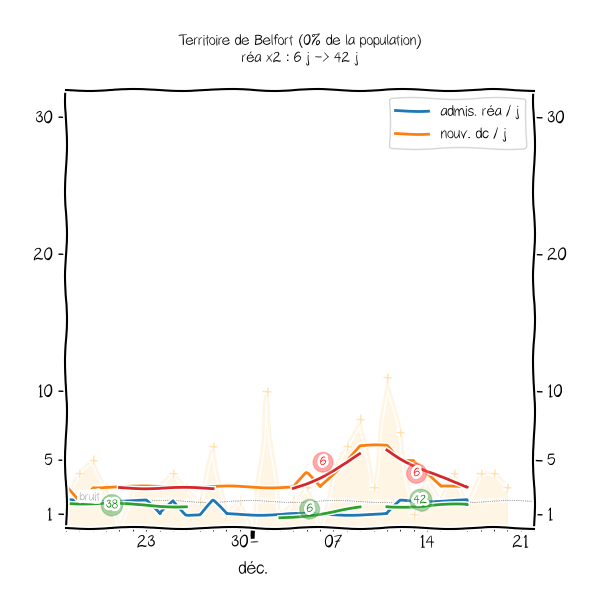 Territoire de Belfort (0% de la population)
réa x2 : 6 j -> 42 j
admis. réa / j
nouv. dc / j
30 30
20 20
10 10
5 5
1 1
bruit
38 6 6 6 42
23 30 07 14 21
déc.